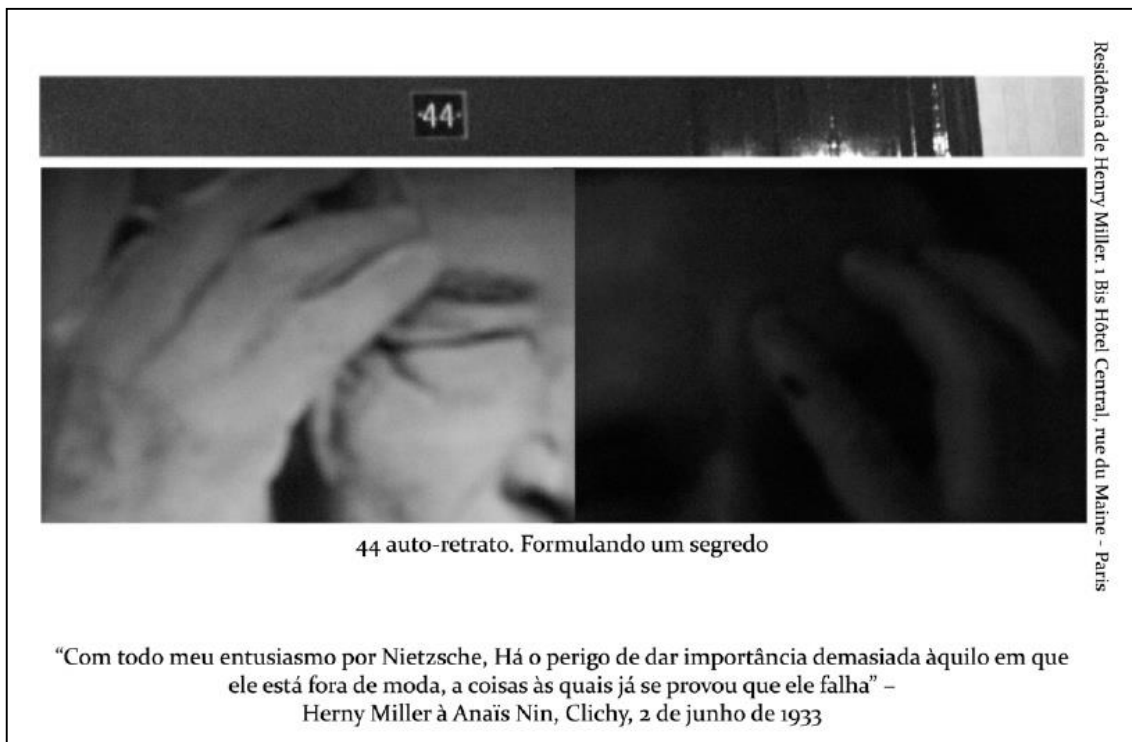 ·44·
Residência de Henry Miller. 1 Bis Hôtel Central, rue du Maine - Paris
44 auto-retrato. Formulando um segredo
“Com todo meu entusiasmo por Nietzsche, Há o perigo de dar importância demasiada àquilo em que
ele está fora de moda, a coisas às quais já se provou que ele falha” –
Herny Miller à Anaïs Nin, Clichy, 2 de junho de 1933